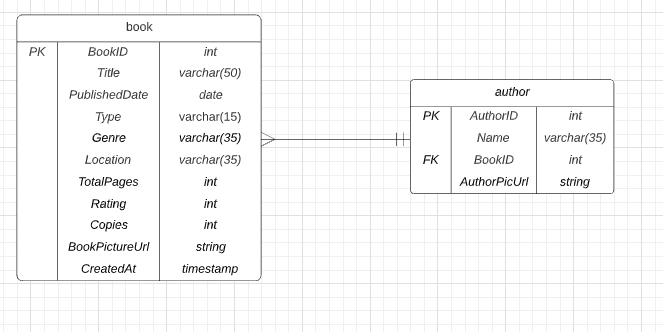 book
PK BookID int
Title varchar(50)
PublishedDate date
Type varchar(15)
Genre varchar(35)
Location varchar(35)
TotalPages int
Rating int
Copies int
BookPictureUrl string
CreatedAt timestamp
author
PK AuthorID int
Name varchar(35)
FK BookID int
AuthorPicUrl string